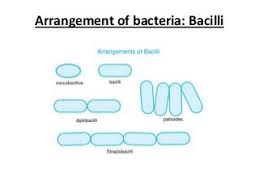 Arrangement of bacteria: Bacilli
Arrangements of Bacilli
coccobacillus
bacilli
diplobacilli
palisades.
Streptobacilli